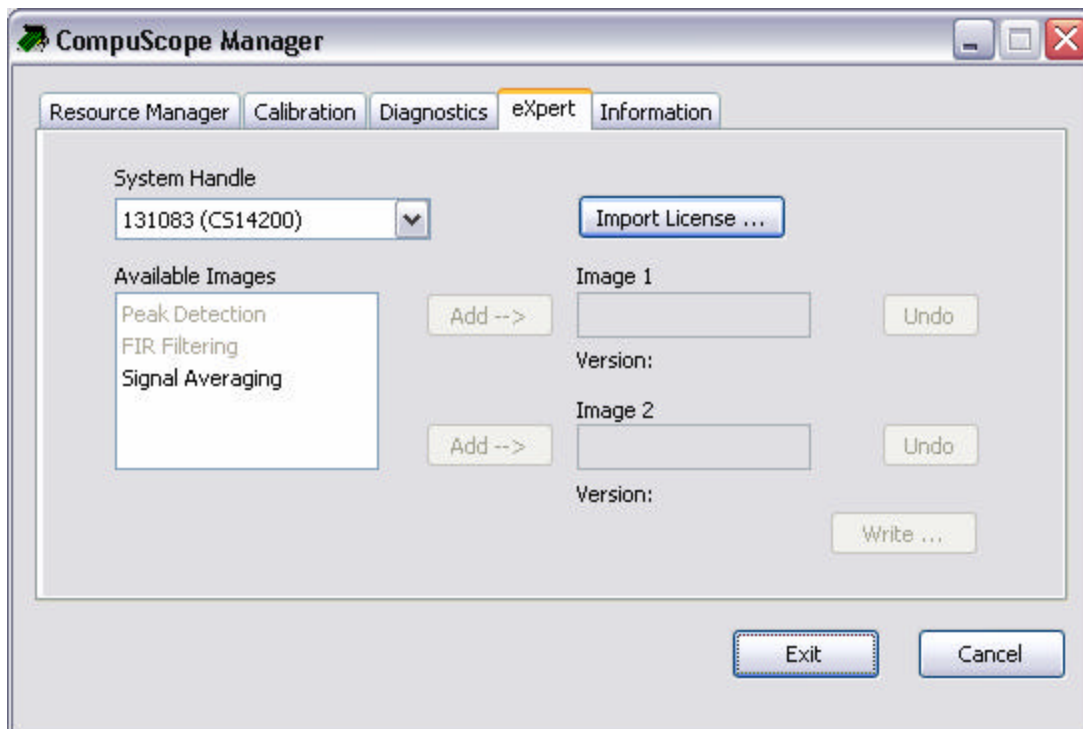 CompuScope Manager
Resource Manager Calibration Diagnostics eXpert Information
System Handle
131083 (CS14200)
Import License ...
Available Images
Image 1
Peak Detection
FIR Filtering
Signal Averaging
Add -->
Undo
Version:
Image 2
Add -->
Undo
Version:
Write ...
Exit
Cancel